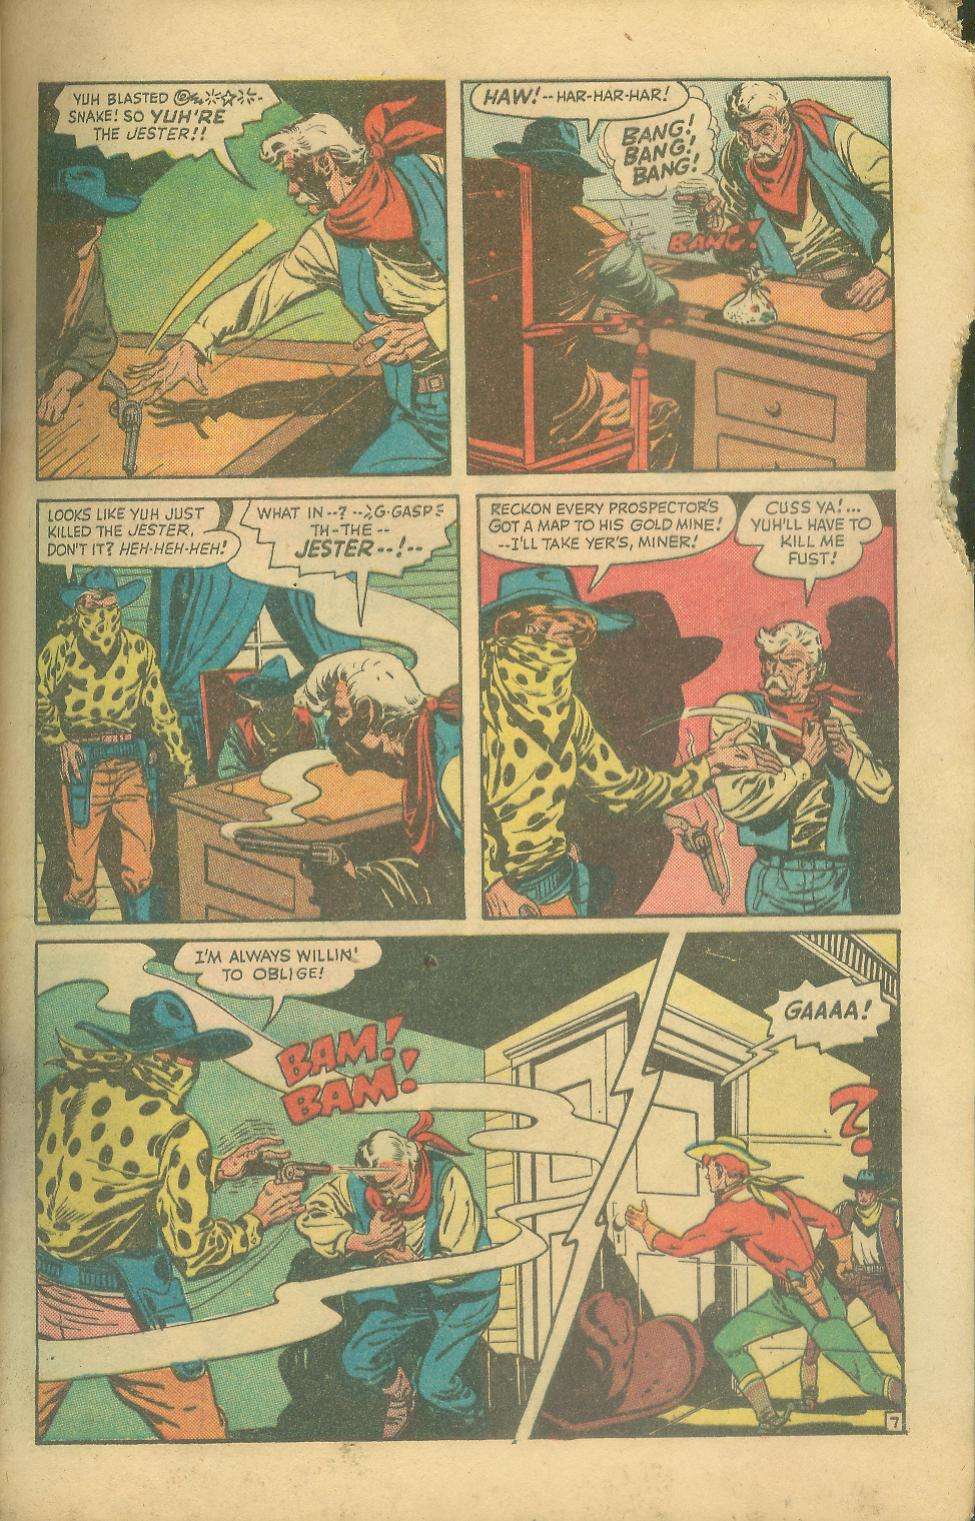 YUH BLASTED
SNAKE! SO YUH'RE
THE JESTER!!
HAW!--HAR-HAR-HAR!
BANG!
BANG!
BANG!
BANG!
LOOKS LIKE YUH JUST
KILLED THE JESTER,
DON'T IT? HEH-HEH-HEH!
WHAT IN--? --G-GASP
TH-THE--
JESTER--!--
RECKON EVERY PROSPECTOR'S
GOT A MAP TO HIS GOLD MINE!
--I'LL TAKE YER'S, MINER!
CUSS YA!...
YUH'LL HAVE TO
KILL ME
FUST!
I'M ALWAYS WILLIN'
TO OBLIGE!
BAM!
BAM!
GAAAA!
?
7